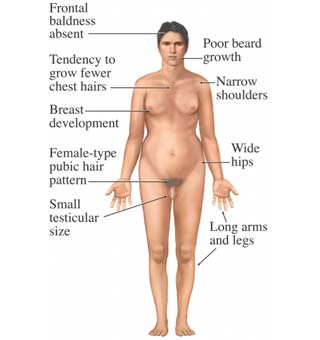 Frontal
baldness
absent
Poor beard
growth
Tendency to
grow fewer
chest hairs
Narrow
shoulders
Breast
development
Female-type
pubic hair
pattern
Wide
hips
Small
testicular
size
Long arms
and legs